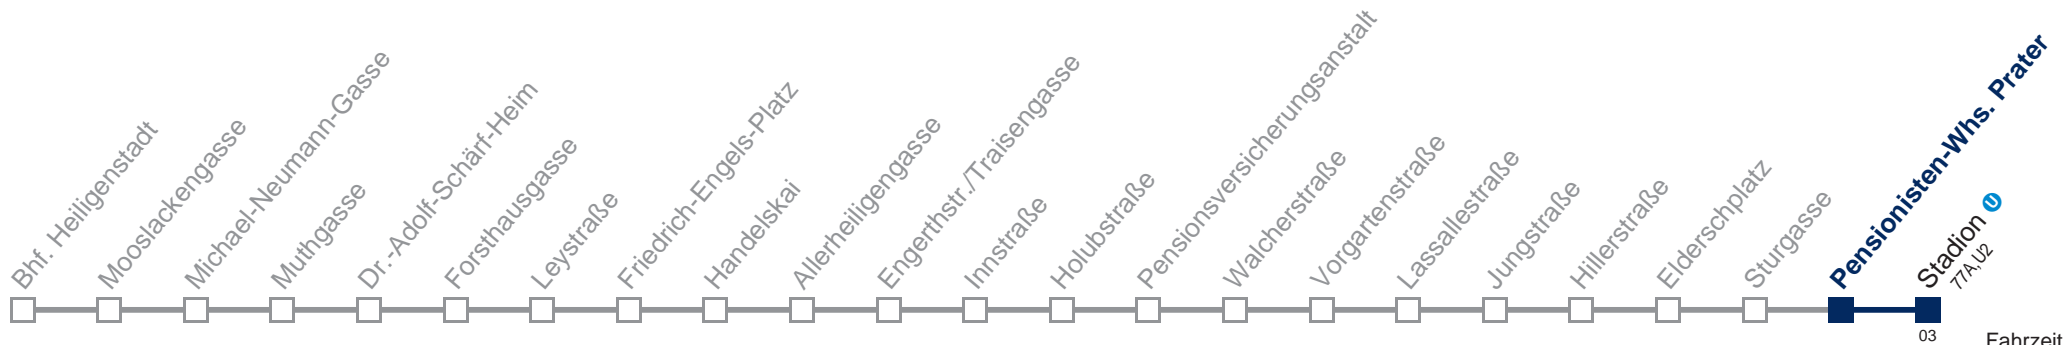 Bhf. Heiligenstadt
Mooslackengasse
Michael-Neumann-Gasse
Muthgasse
Dr.-Adolf-Schärf-Heim
Forsthausgasse
Leystraße
Friedrich-Engels-Platz
Handelskai
Allerheiligengasse
Engerthstr./Traisengasse
Innstraße
Holubstraße
Pensionsversicherungsanstalt
Walcherstraße
Vorgartenstraße
Lassallestraße
Jungstraße
Hillerstraße
Elderschplatz
Sturgasse
Pensionisten-Whs. Prater
Stadion U
77A,U2
03
Fahrzeit